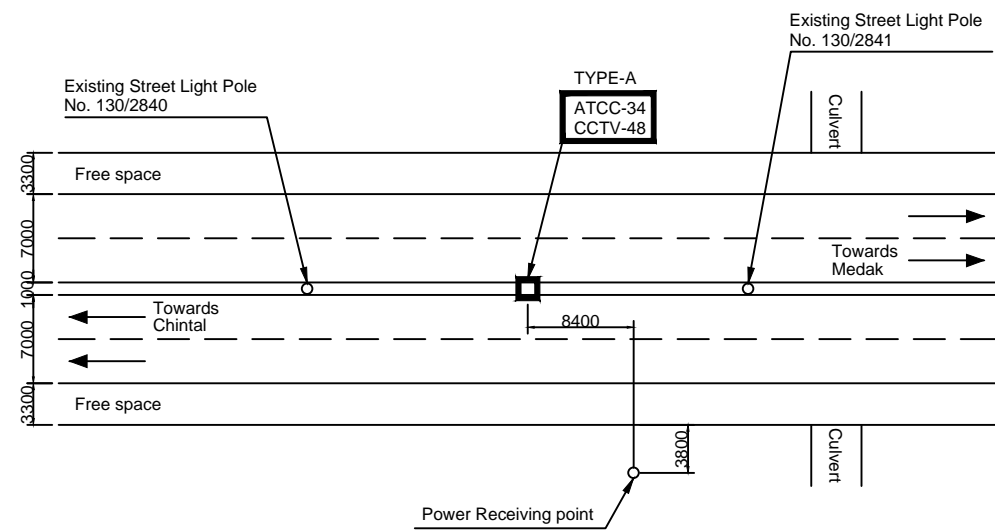 Existing Street Light Pole
No. 130/2841
TYPE-A
Existing Street Light Pole
No. 130/2840
ATCC-34
CCTV-48
Culvert
3300
Free space
7000
Towards
Medak
1000
Towards
Chintal
8400
7000
3300
Free space
3800
Culvert
Power Receiving point